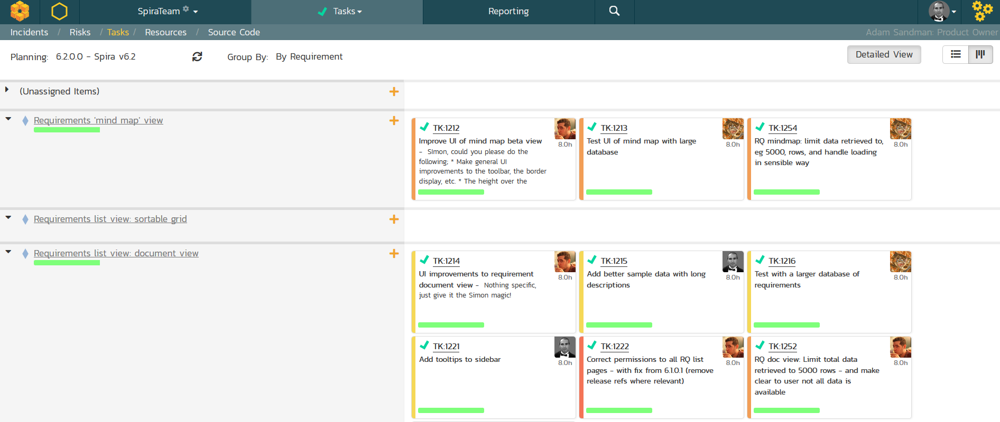 SpiraTeam
Tasks
Reporting
Incidents / Risks / Tasks / Resources / Source Code
Adam Sandman: Product Owner
Planning: 6.2.0.0 - Spira v6.2
Group By: By Requirement
Detailed View
(Unassigned Items)
Requirements 'mind map' view
TK:1212
8.0h
Improve UI of mind map beta view
- SImon, could you please do the
following; * Make general UI
improvements to the toolbar, the border
display, etc. * The height over the
TK:1213
8.0h
Test UI of mind map with large
database
TK:1254
8.0h
RQ mindmap: limit data retrieved to,
eg 5000, rows, and handle loading
in sensible way
Requirements list view: sortable grid
Requirements list view: document view
TK:1214
8.0h
UI improvements to requirement
document view - Nothing specific,
just give it the Simon magic!
TK:1215
8.0h
Add better sample data with long
descriptions
TK:1216
8.0h
Test with a larger database of
requirements
TK:1221
8.0h
Add tooltips to sidebar
TK:1222
8.0h
Correct permissions to all RQ list
pages - with fix from 6.1.0.1 (remove
release refs where relevant)
TK:1252
8.0h
RQ doc view: Limit total data
retrieved to 5000 rows - and make
clear to user not all data is
available